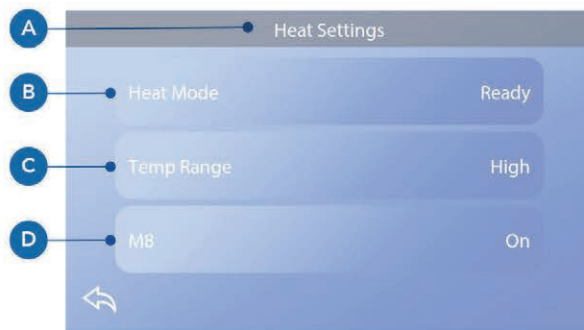 A Heat Settings
B Heat Mode Ready
C Temp Range High
D M8 On